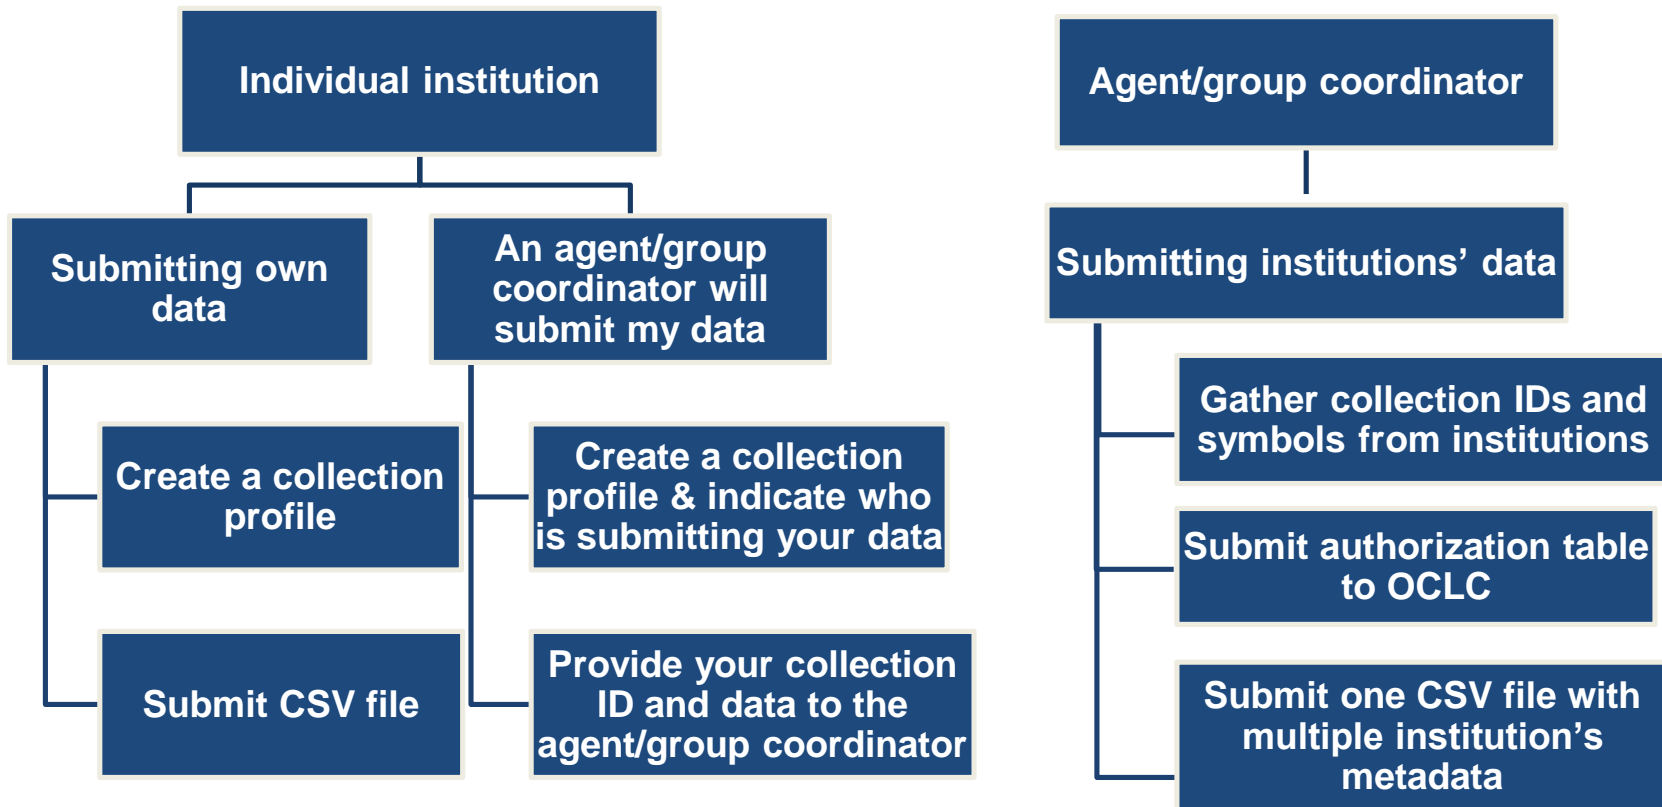 Individual institution
Submitting own
data
An agent/group
coordinator will
submit my data
Create a collection
profile
Submit CSV file
Create a collection
profile & indicate who
is submitting your data
Provide your collection
ID and data to the
agent/group coordinator
Agent/group coordinator
Submitting institutions’ data
Gather collection IDs and
symbols from institutions
Submit authorization table
to OCLC
Submit one CSV file with
multiple institution’s
metadata